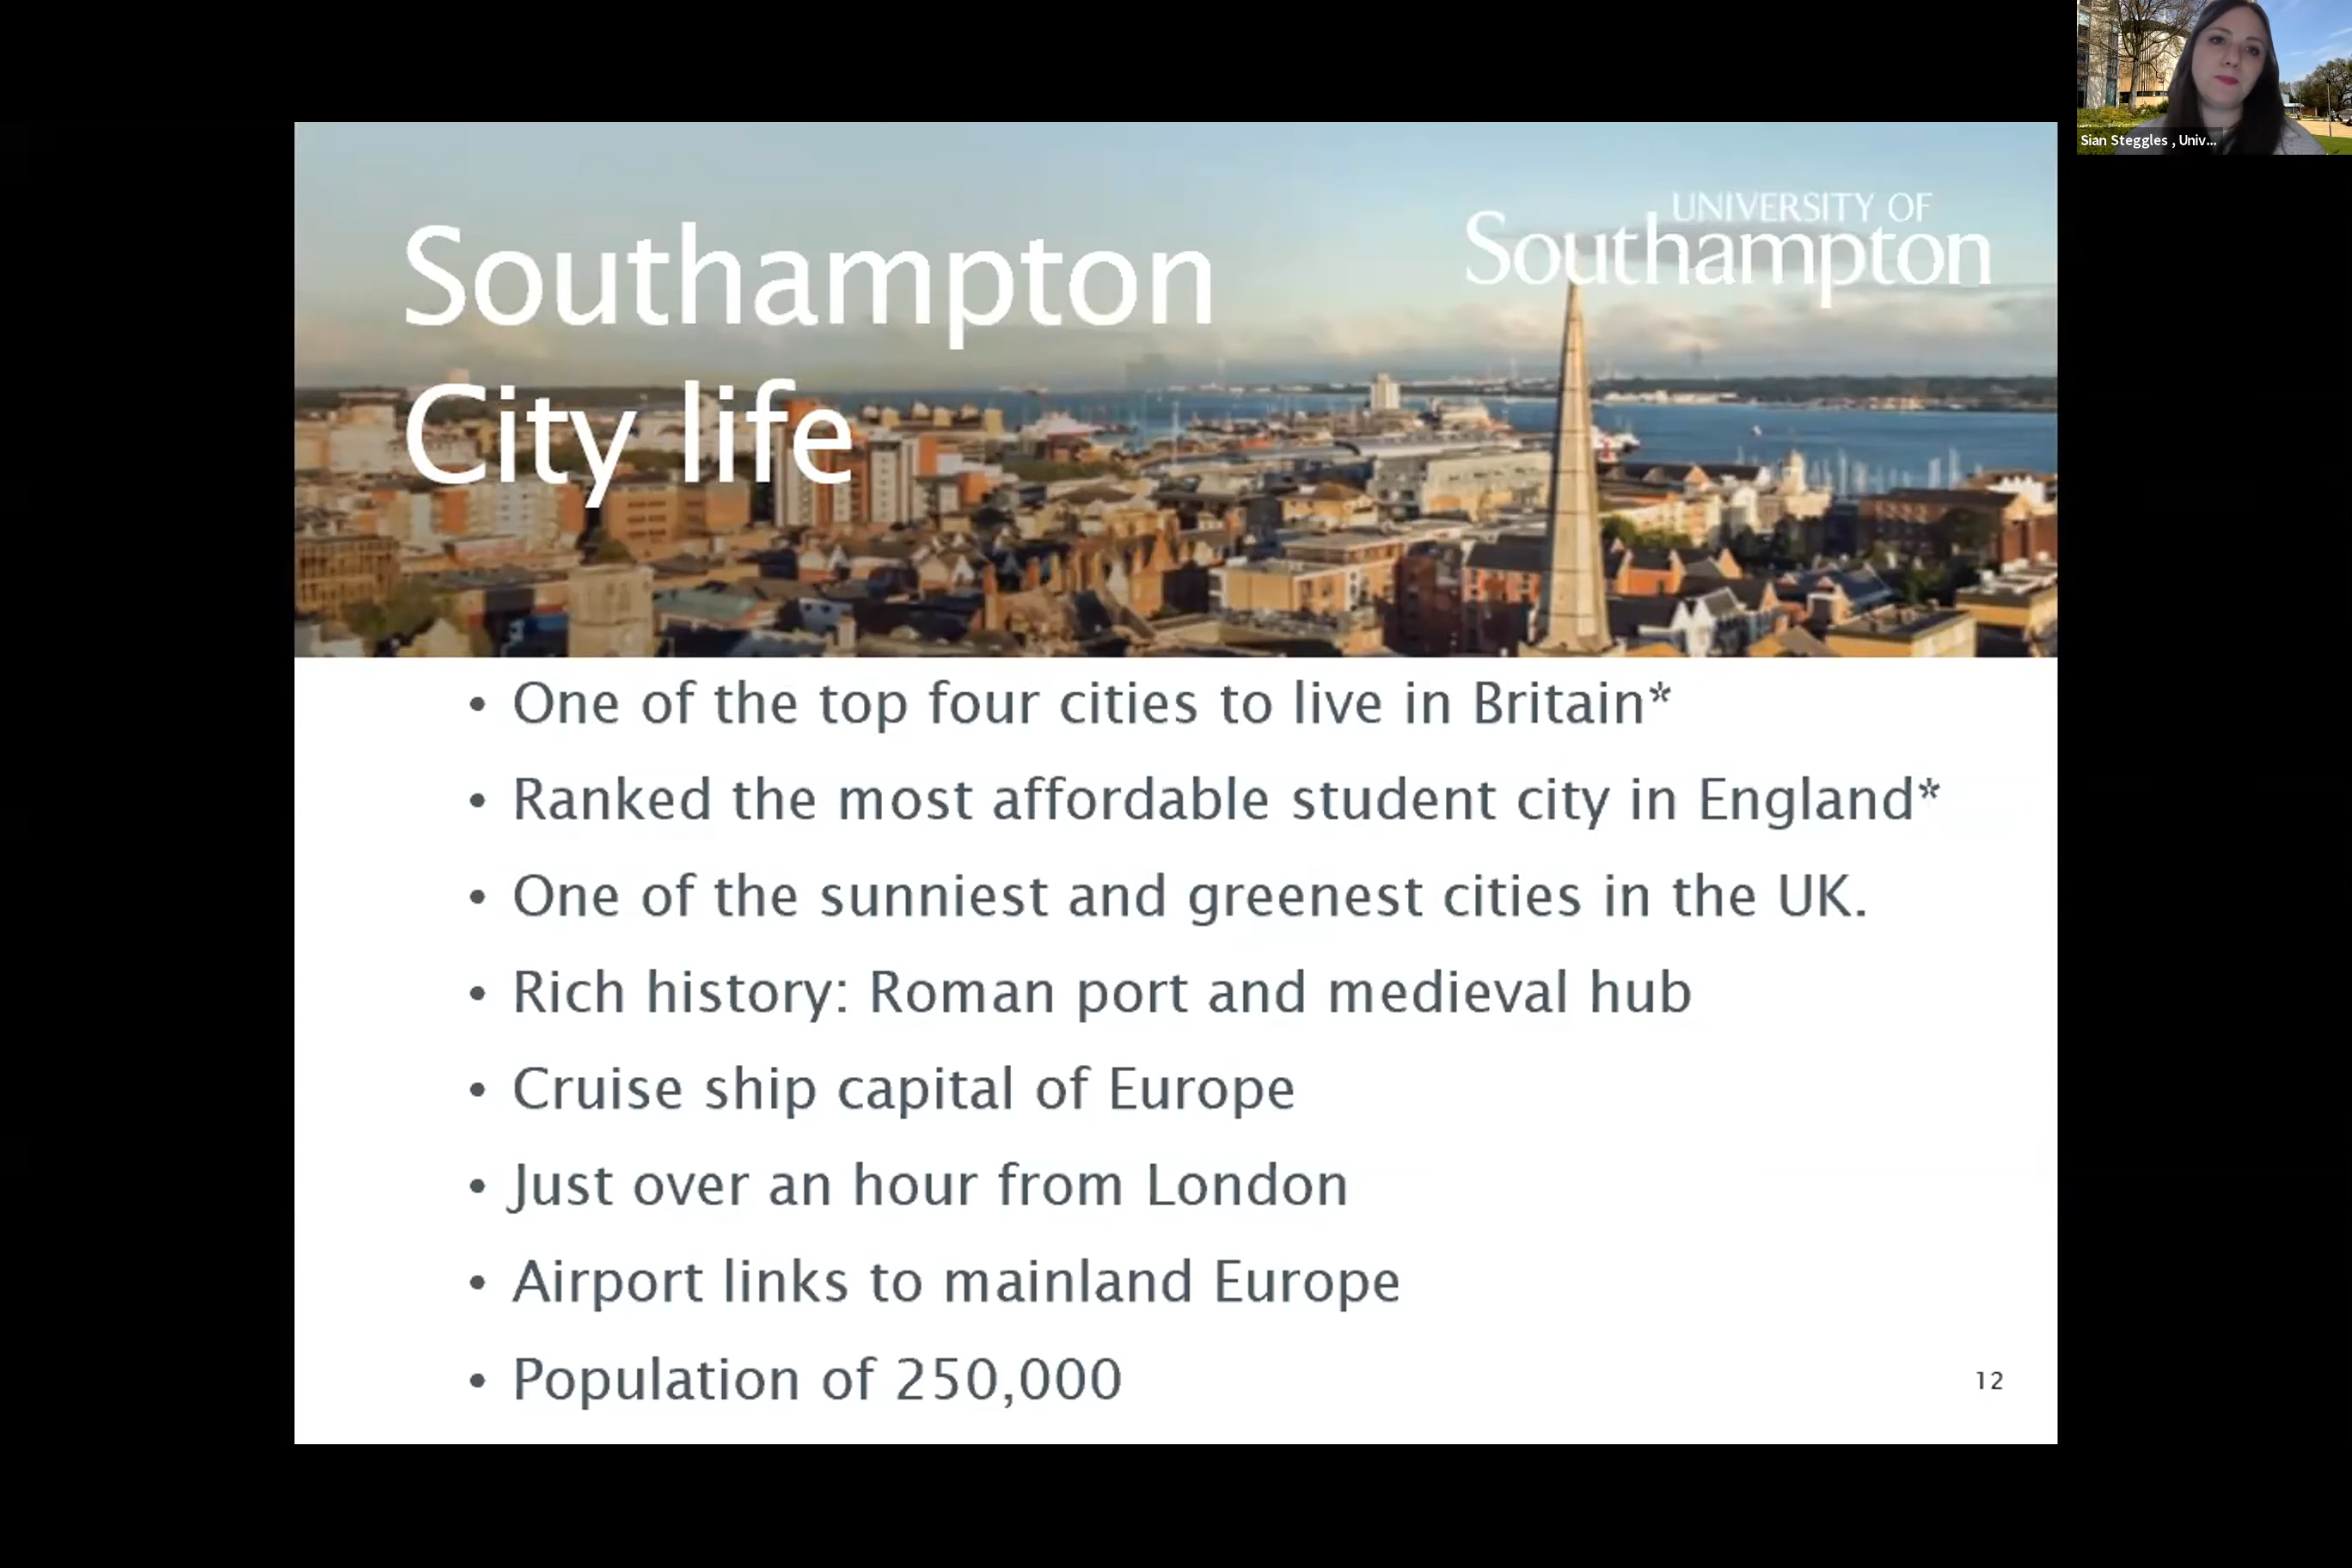 Sian Steggles , Univ...
UNIVERSITY OF
Southampton
Southampton
City life
• One of the top four cities to live in Britain*
• Ranked the most affordable student city in England*
• One of the sunniest and greenest cities in the UK.
• Rich history: Roman port and medieval hub
• Cruise ship capital of Europe
• Just over an hour from London
• Airport links to mainland Europe
• Population of 250,000
12